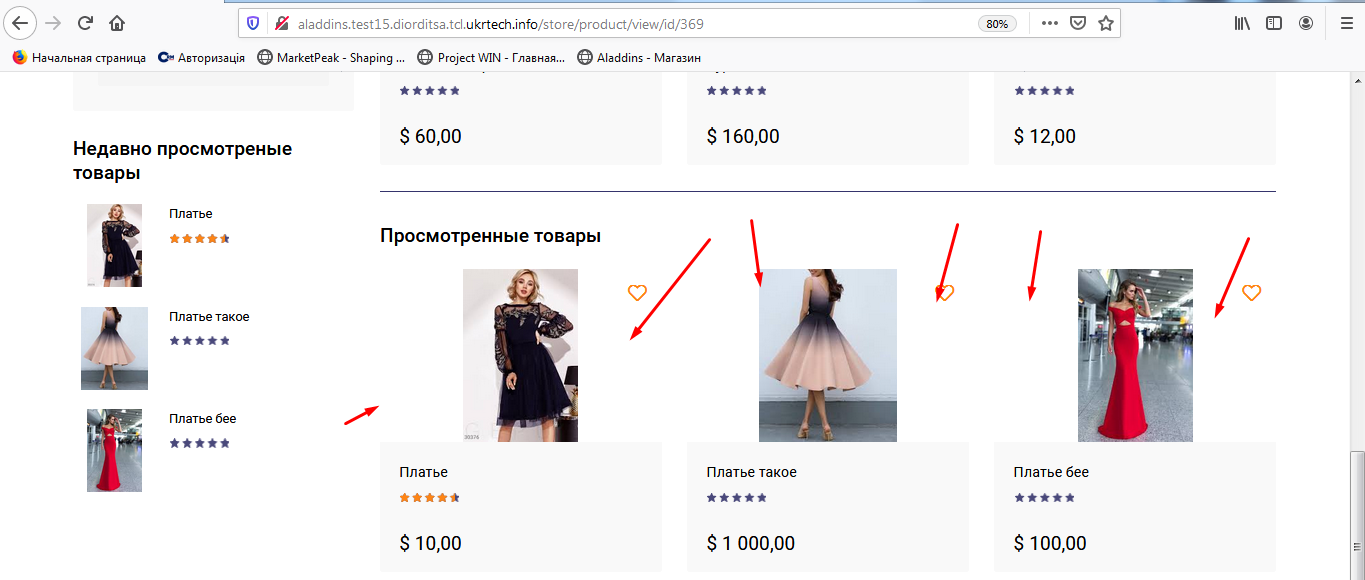 aladdins.test15.diorditsa.tcl.ukrtech.info/store/product/view/id/369
80%
Начальная страница
Авторизація
MarketPeak - Shaping ...
Project WIN - Главная...
Aladdins - Магазин
$ 60,00
$ 160,00
$ 12,00
Недавно просмотреные
товары
Платье
Платье такое
Платье бее
Просмотренные товары
Платье
$ 10,00
Платье такое
$ 1 000,00
Платье бее
$ 100,00